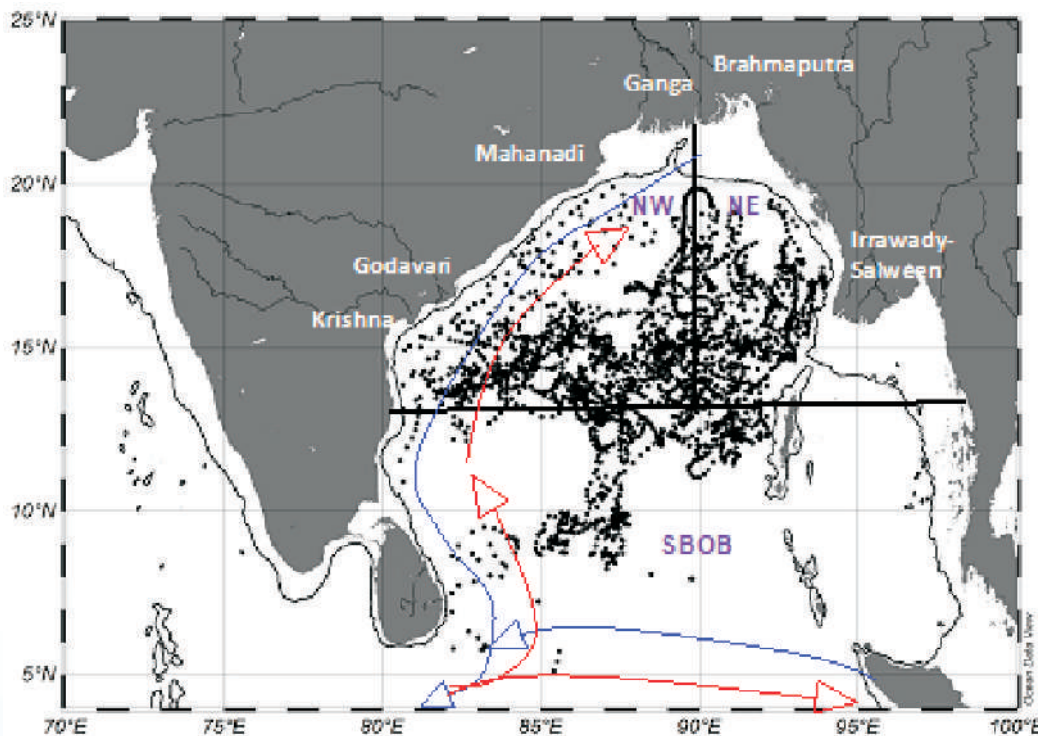 25°N
Brahmaputra
Ganga
Mahanadi
20°N
NW
NE
Irrawady-
Salween
Godavari
Krishna
15°N
10°N
SBOB
5°N
Ocean Data View
70°E
75°E
80°E
85°E
90°E
95°E
100°E